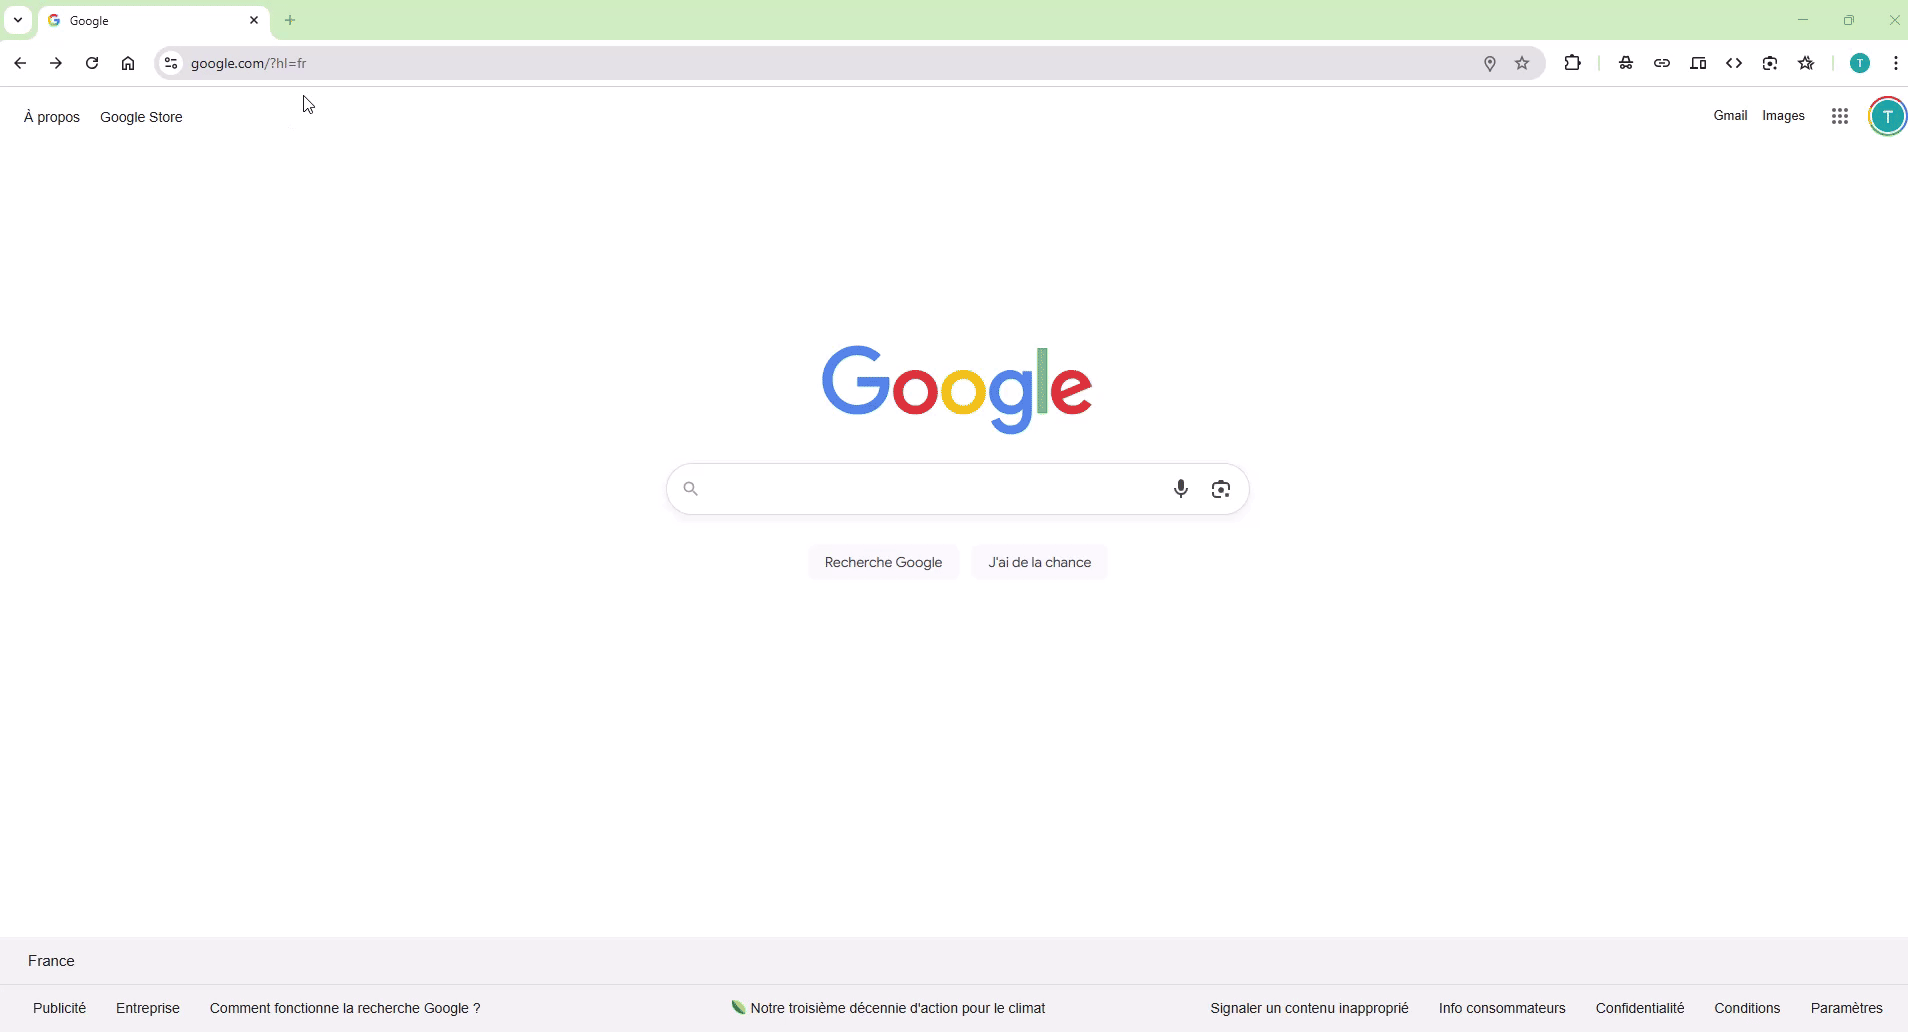 Google
google.com/?hl=fr
T
À propos Google Store
Gmail Images
T
Google
Recherche Google J'ai de la chance
France
Publicité Entreprise Comment fonctionne la recherche Google ? Notre troisième décennie d'action pour le climat Signaler un contenu inapproprié Info consommateurs Confidentialité Conditions Paramètres